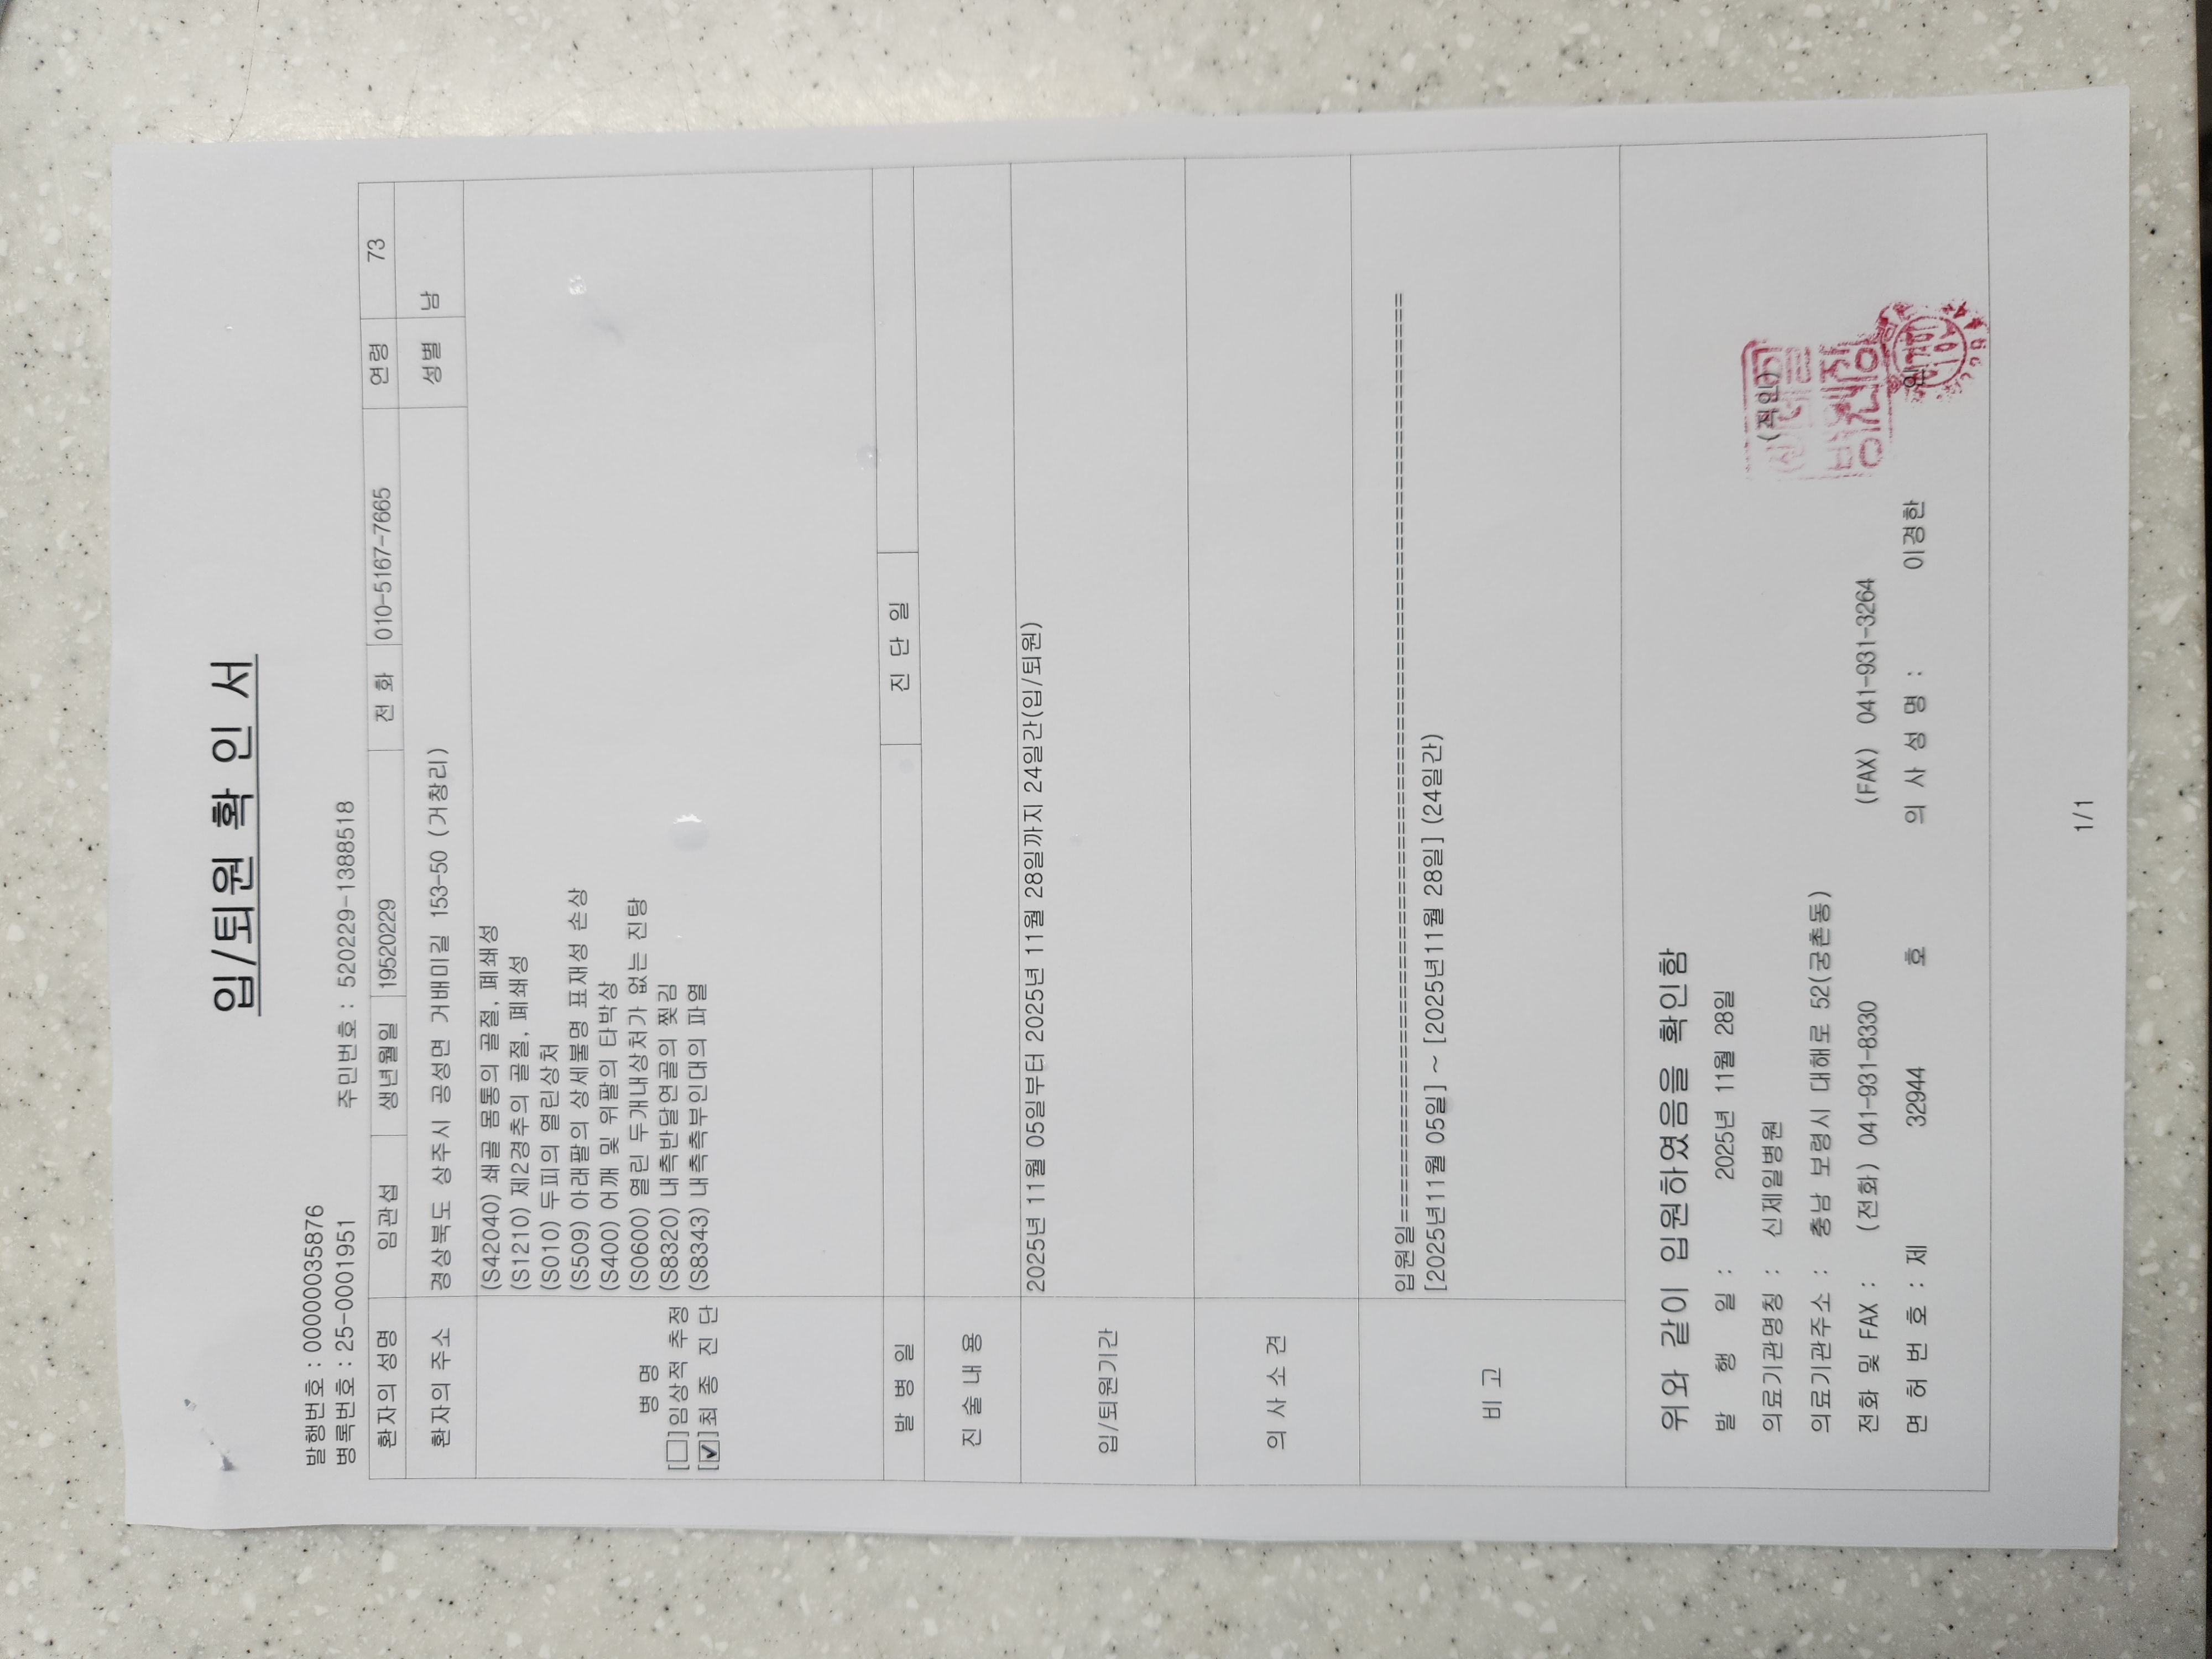 입/퇴원 확 인 서
발행번호 : 00000035876
병록번호 : 25-0001951
주민번호 : 520229-1388518
환자의 성명 임관섭 생년월일 19520229 전 화 010-5167-7665 연령 73
환자의 주소 경상북도 상주시 공성면 거배미길 153-50 (거창리) 성별 남
병 명
[□]임상적 추정
[☑]최 종 진 단
(S42040) 쇄골 몸통의 골절, 폐쇄성
(S1210) 제2경추의 골절, 폐쇄성
(S010) 두피의 열린상처
(S509) 아래팔의 상세불명 표재성 손상
(S400) 어깨 및 위팔의 타박상
(S0600) 열린 두개내상처가 없는 진탕
(S8320) 내측반달연골의 찢김
(S8343) 내측측부인대의 파열
발 병 일 진 단 일
진 술 내 용
입/퇴원기간 2025년 11월 05일부터 2025년 11월 28일까지 24일간(입/퇴원)
의 사 소 견
비 고
입원일==========================================================================
[2025년11월 05일] ~ [2025년11월 28일] (24일간)
위와 같이 입원하였음을 확인함
발 행 일 : 2025년 11월 28일
의료기관명칭 : 신제일병원 (직인)
의료기관주소 : 충남 보령시 대해로 52(궁촌동)
전화 및 FAX : (전화) 041-931-8330 (FAX) 041-931-3264
면 허 번 호 : 제 32944 호 의 사 성 명 : 이경한 인
1/1